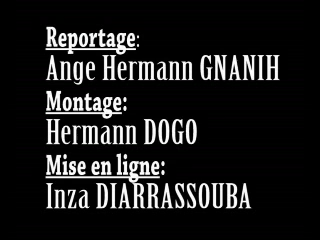 Reportage:
Ange Hermann GNANIH
Montage:
Hermann DOGO
Mise en ligne:
Inza DIARRASSOUBA